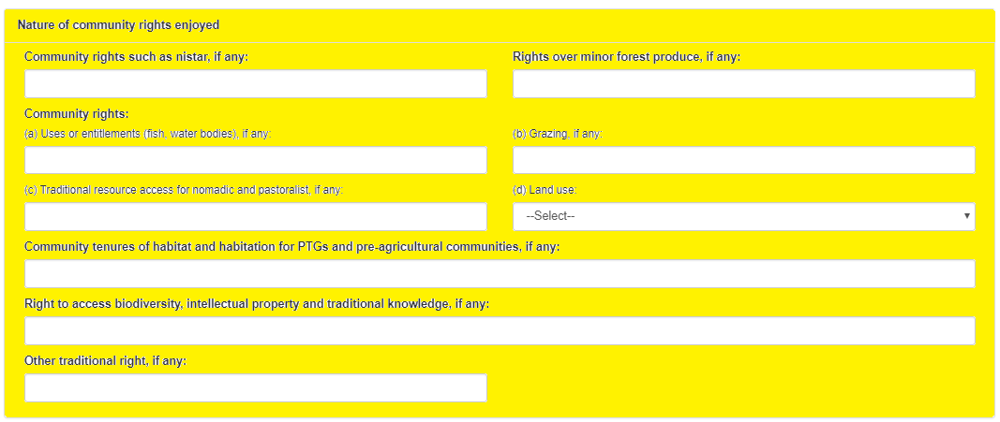 Nature of community rights enjoyed
Community rights such as nistar, if any:
Rights over minor forest produce, if any:
Community rights:
(a) Uses or entitlements (fish, water bodies), if any:
(b) Grazing, if any:
(c) Traditional resource access for nomadic and pastoralist, if any:
(d) Land use:
--Select--
Community tenures of habitat and habitation for PTGs and pre-agricultural communities, if any:
Right to access biodiversity, intellectual property and traditional knowledge, if any:
Other traditional right, if any: